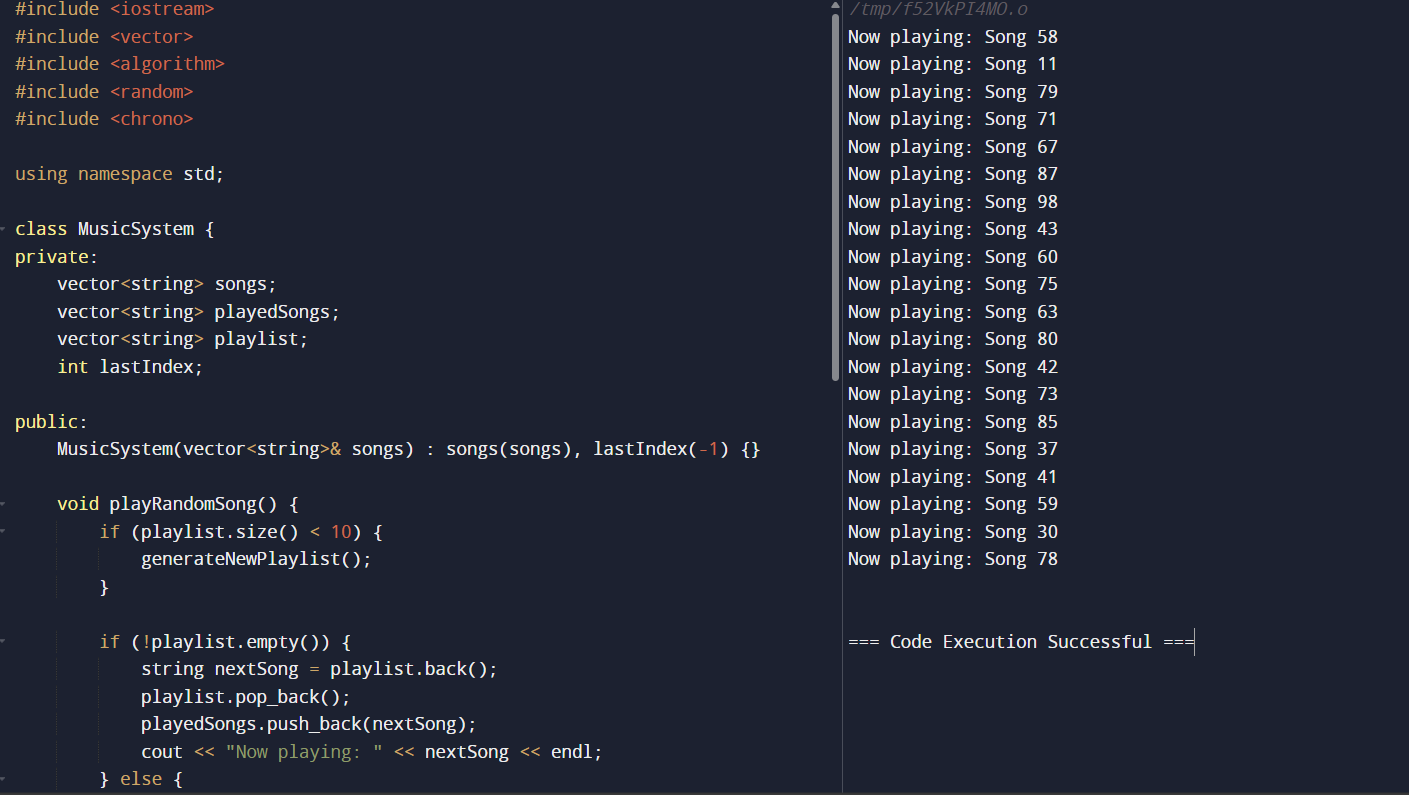 #include <iostream>
#include <vector>
#include <algorithm>
#include <random>
#include <chrono>

using namespace std;

class MusicSystem {
private:
    vector<string> songs;
    vector<string> playedSongs;
    vector<string> playlist;
    int lastIndex;

public:
    MusicSystem(vector<string>& songs) : songs(songs), lastIndex(-1) {}

    void playRandomSong() {
        if (playlist.size() < 10) {
            generateNewPlaylist();
        }

        if (!playlist.empty()) {
            string nextSong = playlist.back();
            playlist.pop_back();
            playedSongs.push_back(nextSong);
            cout << "Now playing: " << nextSong << endl;
        } else {
/tmp/f52VkPI4MO.o
Now playing: Song 58
Now playing: Song 11
Now playing: Song 79
Now playing: Song 71
Now playing: Song 67
Now playing: Song 87
Now playing: Song 98
Now playing: Song 43
Now playing: Song 60
Now playing: Song 75
Now playing: Song 63
Now playing: Song 80
Now playing: Song 42
Now playing: Song 73
Now playing: Song 85
Now playing: Song 37
Now playing: Song 41
Now playing: Song 59
Now playing: Song 30
Now playing: Song 78

=== Code Execution Successful ===